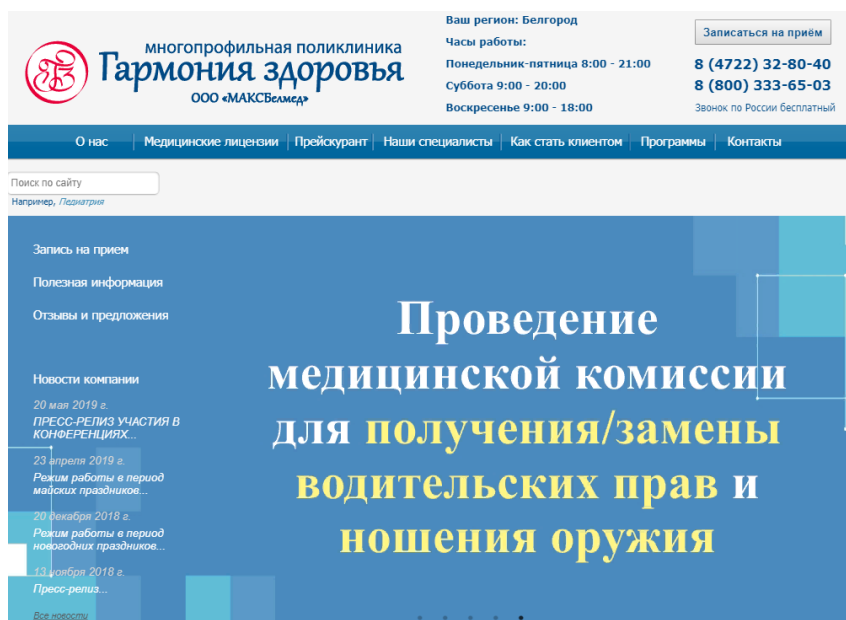 многопрофильная поликлиника
Гармония здоровья
ООО «МАКСБелмед»
Ваш регион: Белгород
Часы работы:
Понедельник-пятница 8:00 - 21:00
Суббота 9:00 - 20:00
Воскресенье 9:00 - 18:00
Записаться на приём
8 (4722) 32-80-40
8 (800) 333-65-03
Звонок по России бесплатный
О нас Медицинские лицензии Прейскурант Наши специалисты Как стать клиентом Программы Контакты
Поиск по сайту
Например, Педиатрия
Запись на прием
Полезная информация
Отзывы и предложения
Новости компании
20 мая 2019 г.
ПРЕСС-РЕЛИЗ УЧАСТИЯ В
КОНФЕРЕНЦИЯХ...
23 апреля 2019 г.
Режим работы в период
майских праздников...
20 декабря 2018 г.
Режим работы в период
новогодних праздников...
13 ноября 2018 г.
Пресс-релиз...
Все новости
Проведение
медицинской комиссии
для получения/замены
водительских прав и
ношения оружия